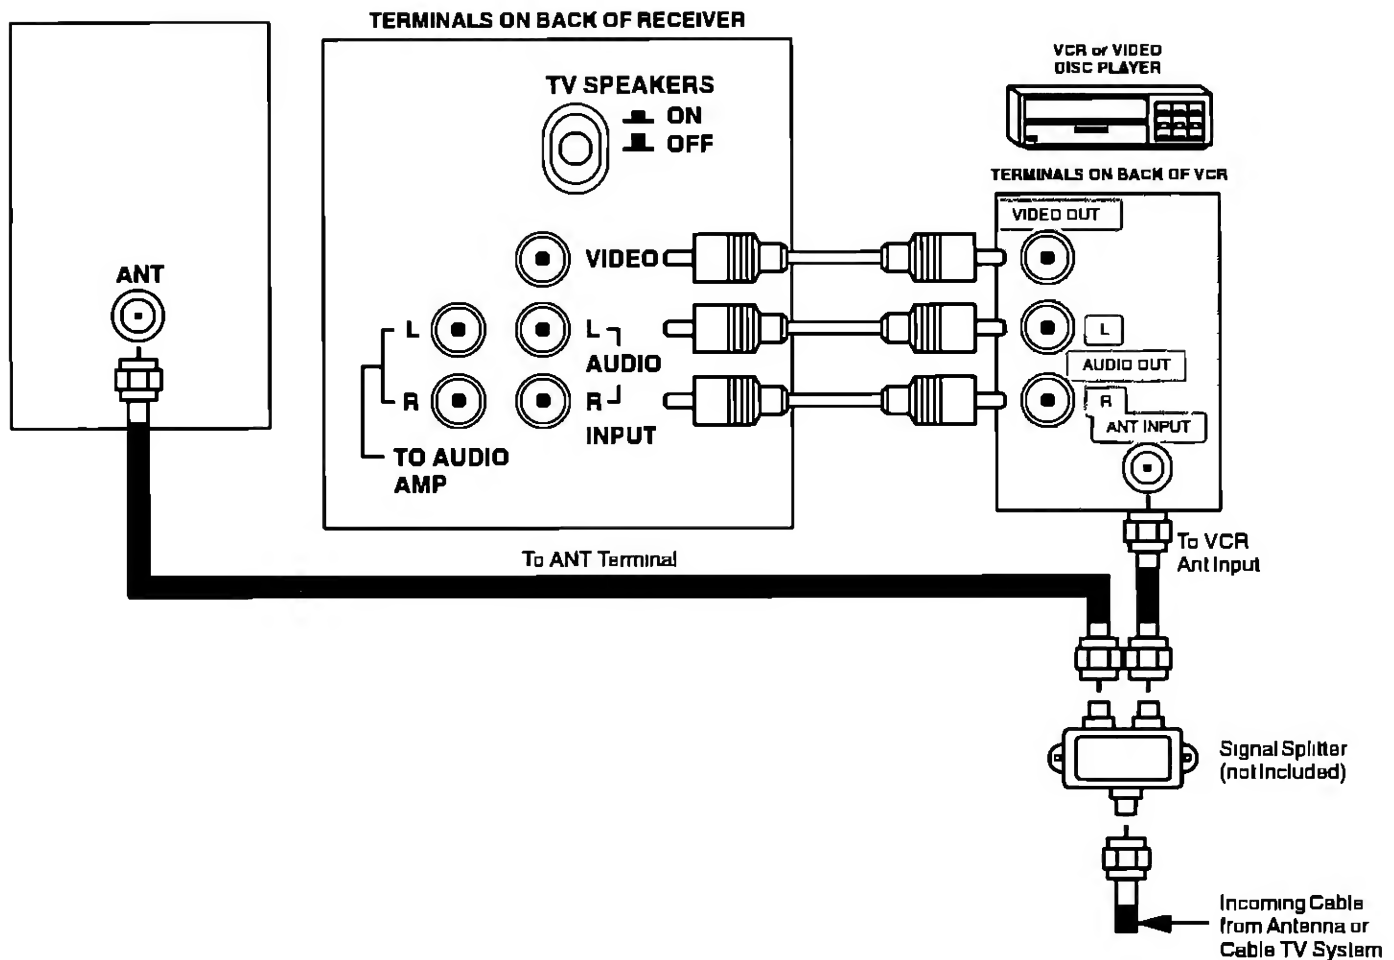 TERMINALS ON BACK OF RECEIVER
VCR or VIDEO
DISC PLAYER
TV SPEAKERS
ON
OFF
TERMINALS ON BACK OF VCR
VIDEO OUT
VIDEO
ANT
L
L
L
AUDIO
AUDIO OUT
R
R
R
INPUT
ANT INPUT
TO AUDIO
AMP
To ANT Terminal
To VCR
Ant Input
Signal Splitter
(not Included)
Incoming Cable
from Antenna or
Cable TV System